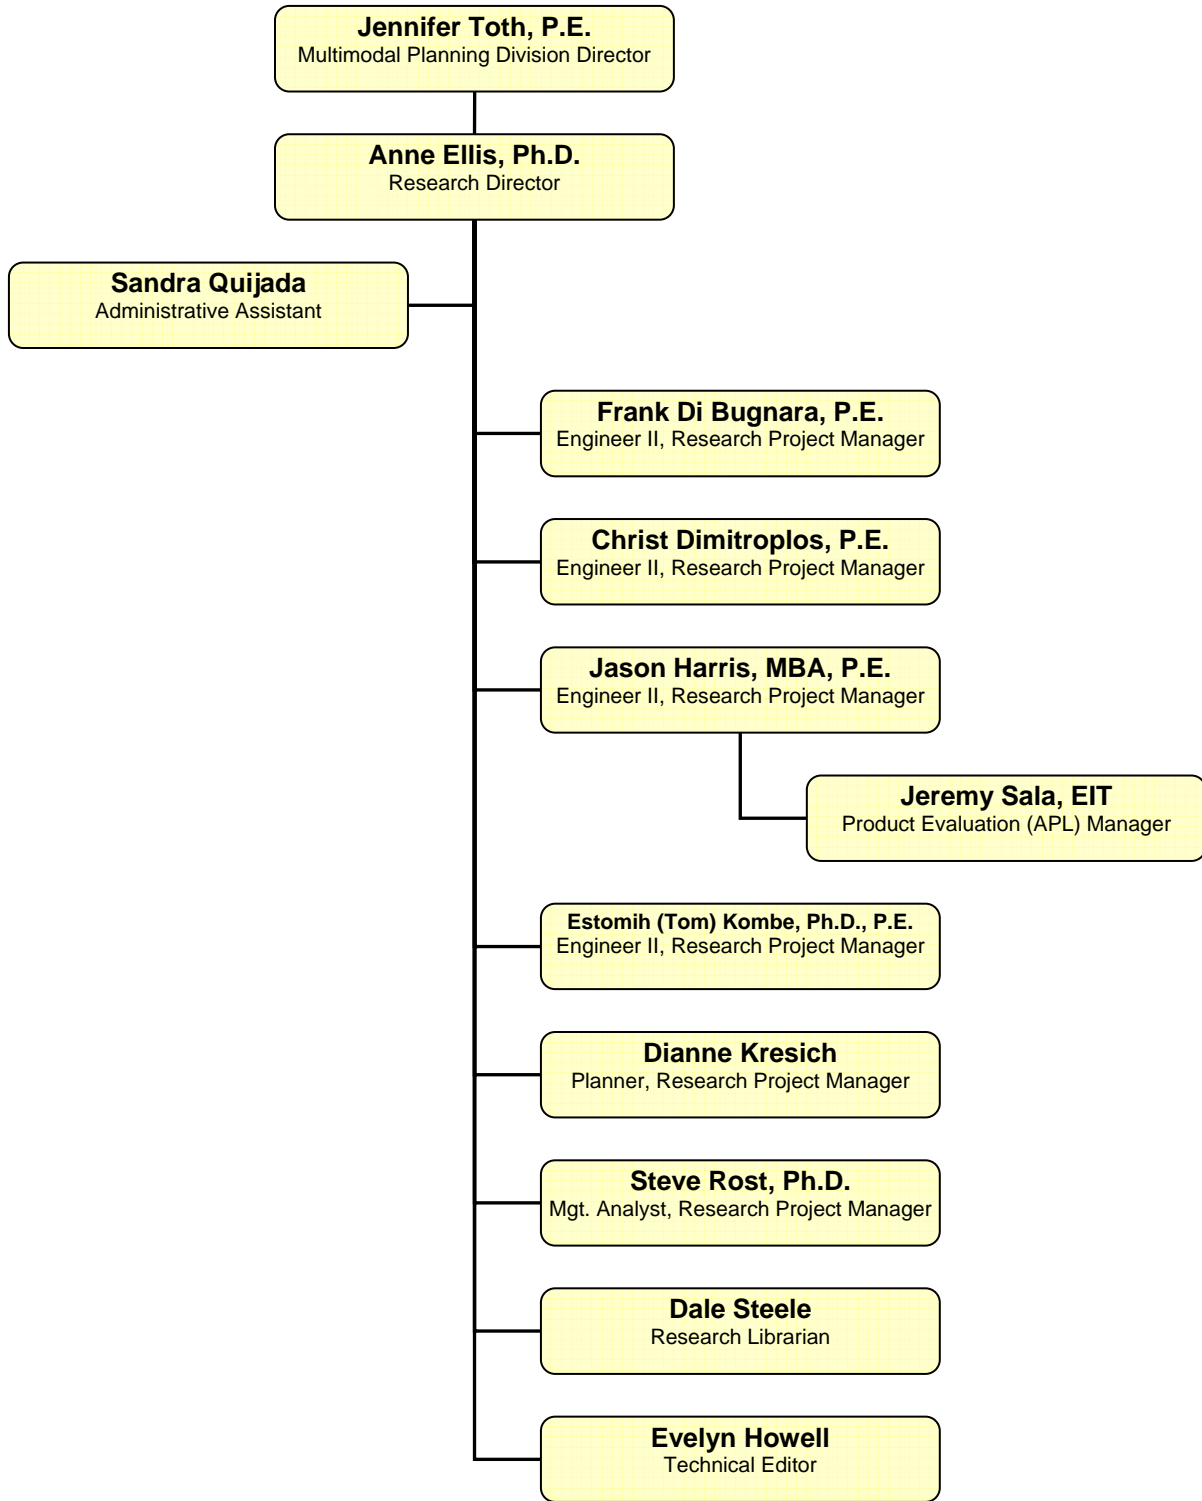 Jennifer Toth, P.E.
Multimodal Planning Division Director
Anne Ellis, Ph.D.
Research Director
Sandra Quijada
Administrative Assistant
Frank Di Bugnara, P.E.
Engineer II, Research Project Manager
Christ Dimitroplos, P.E.
Engineer II, Research Project Manager
Jason Harris, MBA, P.E.
Engineer II, Research Project Manager
Jeremy Sala, EIT
Product Evaluation (APL) Manager
Estomih (Tom) Kombe, Ph.D., P.E.
Engineer II, Research Project Manager
Dianne Kresich
Planner, Research Project Manager
Steve Rost, Ph.D.
Mgt. Analyst, Research Project Manager
Dale Steele
Research Librarian
Evelyn Howell
Technical Editor